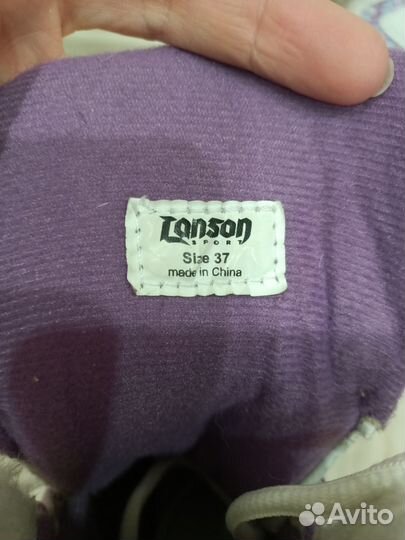 Lanson
SPORT
Size 37
made in China
Avito